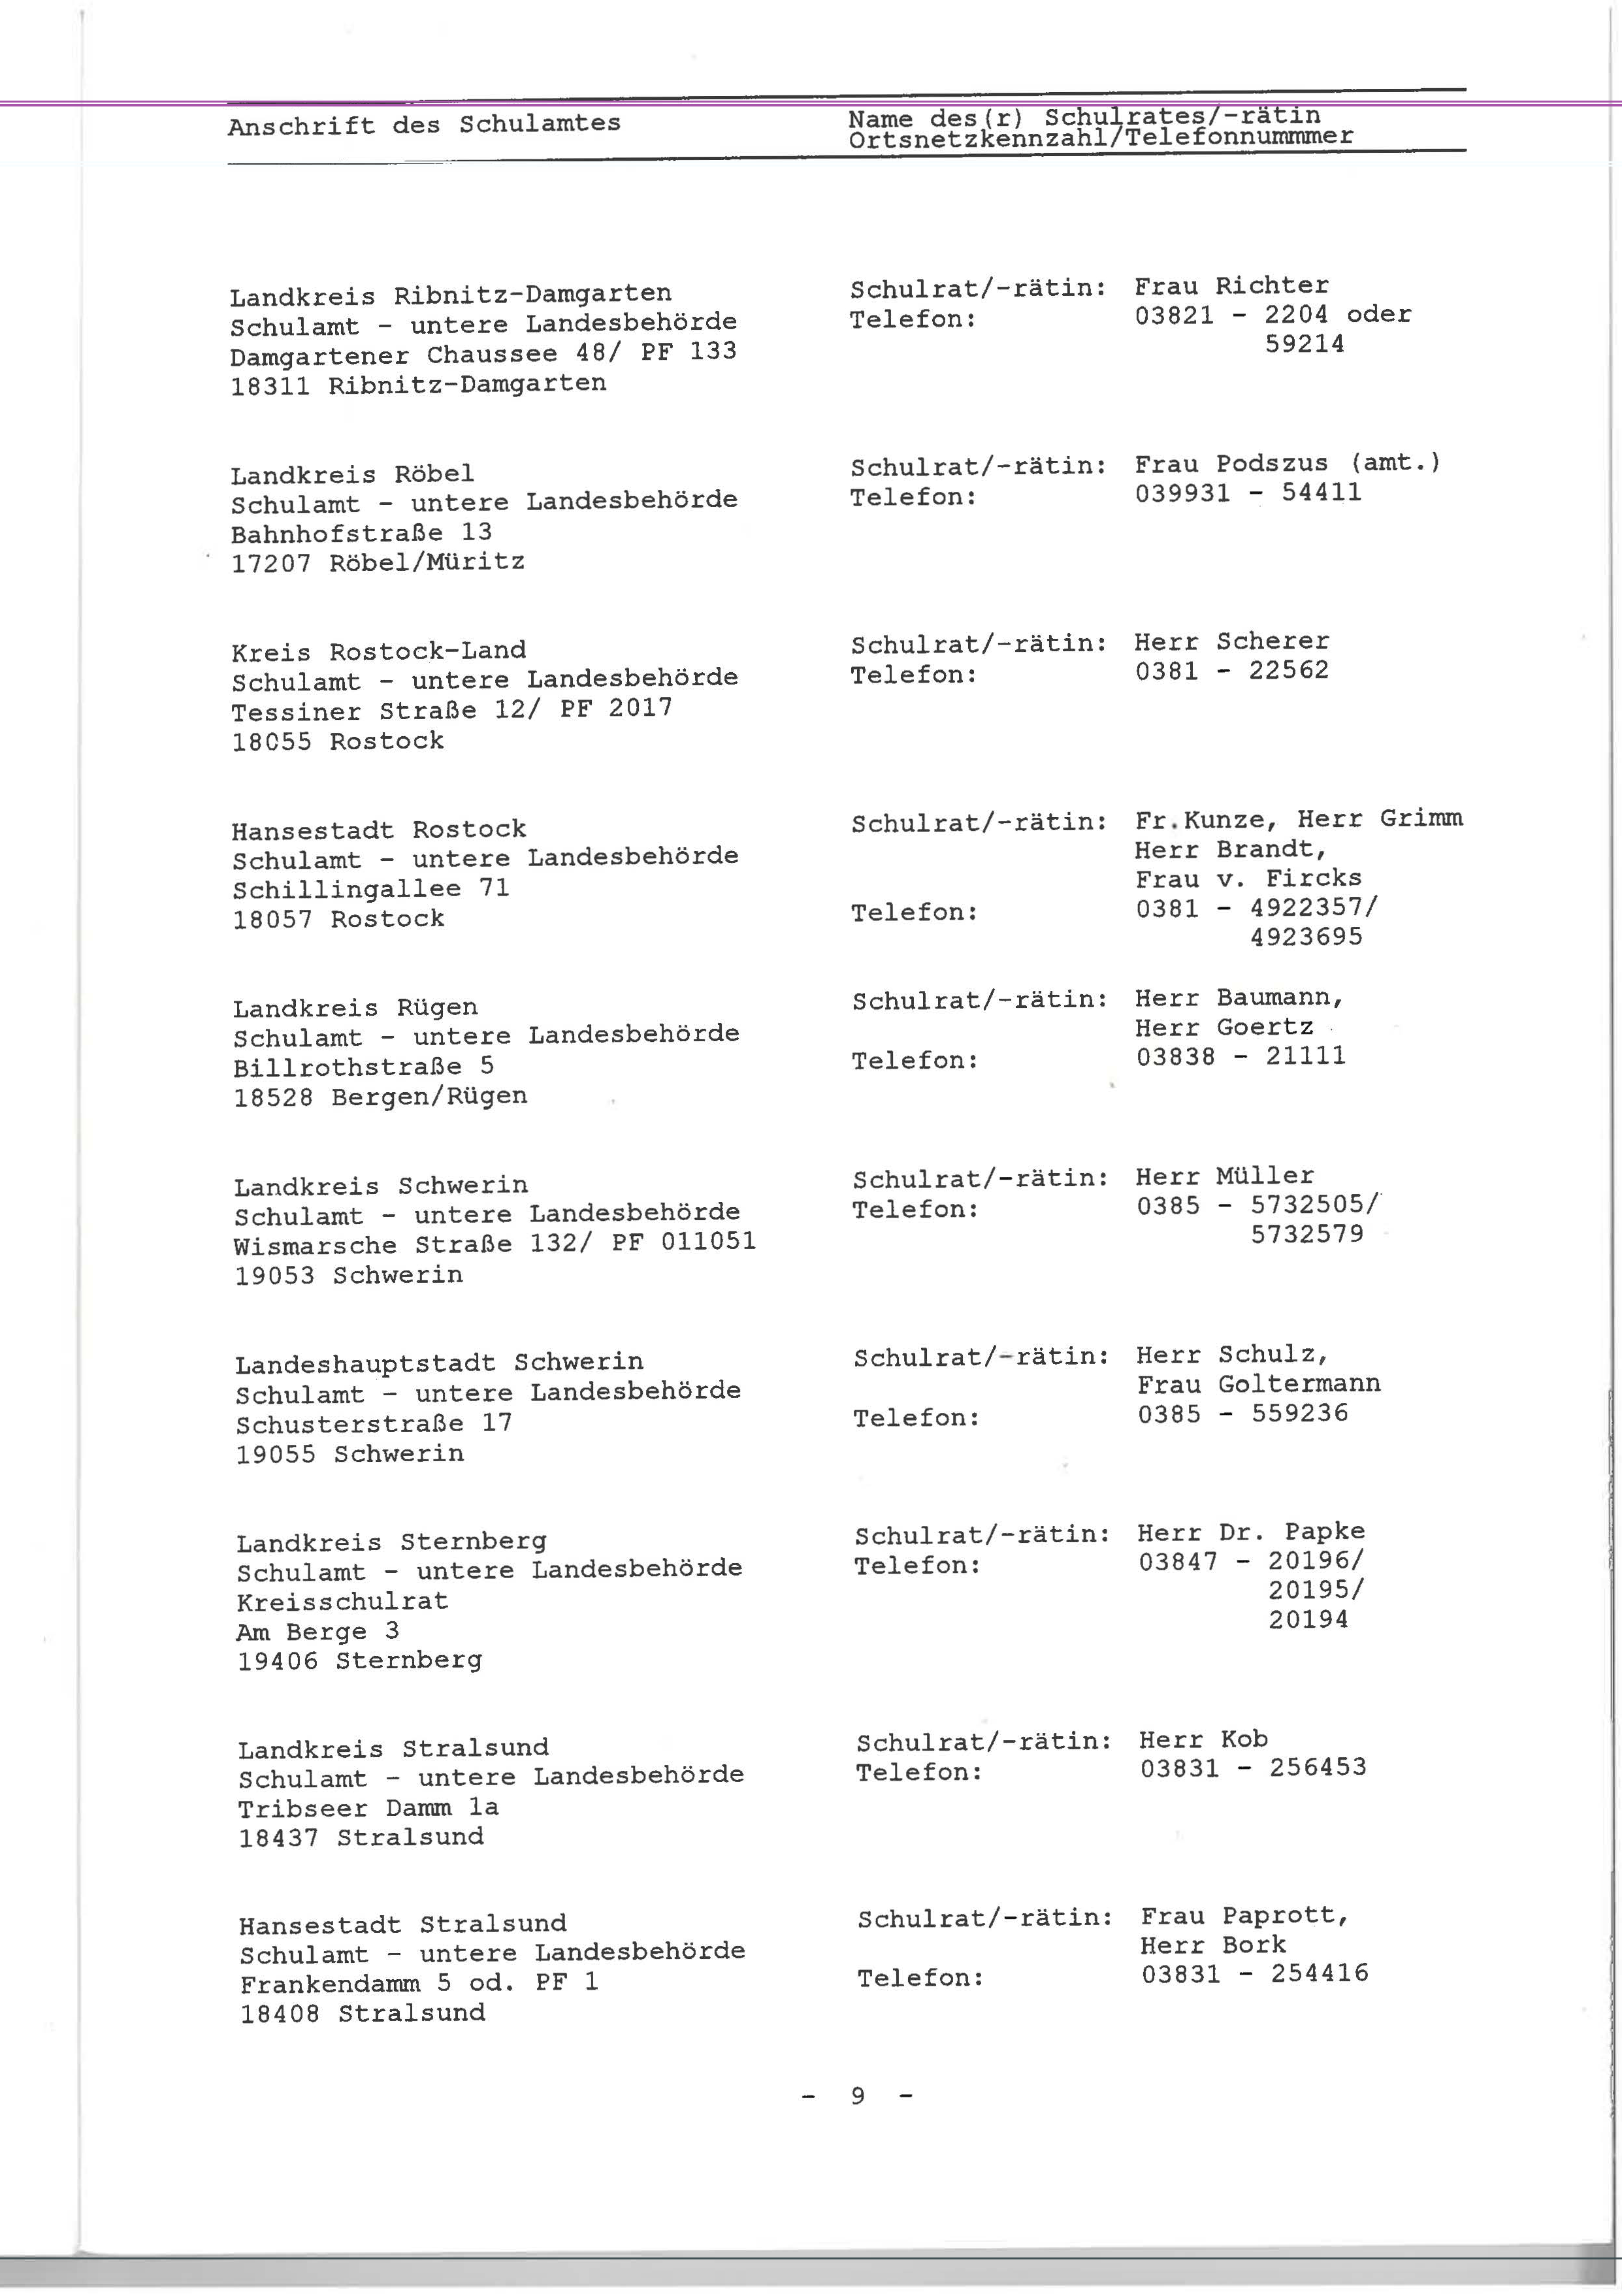 Anschrift des Schulamtes
Name des(r) Schulrates/-rätin
Ortsnetzkennzahl/Telefonnummmer
Landkreis Ribnitz-Damgarten
Schulamt - untere Landesbehörde
Damgartener Chaussee 48/ PF 133
18311 Ribnitz-Damgarten
Schulrat/-rätin: Frau Richter
Telefon: 03821 - 2204 oder
59214
Landkreis Röbel
Schulamt - untere Landesbehörde
Bahnhofstraße 13
17207 Röbel/Müritz
Schulrat/-rätin: Frau Podszus (amt.)
Telefon: 039931 - 54411
Kreis Rostock-Land
Schulamt - untere Landesbehörde
Tessiner Straße 12/ PF 2017
18055 Rostock
Schulrat/-rätin: Herr Scherer
Telefon: 0381 - 22562
Hansestadt Rostock
Schulamt - untere Landesbehörde
Schillingallee 71
18057 Rostock
Schulrat/-rätin: Fr.Kunze, Herr Grimm
Herr Brandt,
Frau v. Fircks
Telefon: 0381 - 4922357/
4923695
Landkreis Rügen
Schulamt - untere Landesbehörde
Billrothstraße 5
18528 Bergen/Rügen
Schulrat/-rätin: Herr Baumann,
Herr Goertz
Telefon: 03838 - 21111
Landkreis Schwerin
Schulamt - untere Landesbehörde
Wismarsche Straße 132/ PF 011051
19053 Schwerin
Schulrat/-rätin: Herr Müller
Telefon: 0385 - 5732505/
5732579
Landeshauptstadt Schwerin
Schulamt - untere Landesbehörde
Schusterstraße 17
19055 Schwerin
Schulrat/-rätin: Herr Schulz,
Frau Goltermann
Telefon: 0385 - 559236
Landkreis Sternberg
Schulamt - untere Landesbehörde
Kreisschulrat
Am Berge 3
19406 Sternberg
Schulrat/-rätin: Herr Dr. Papke
Telefon: 03847 - 20196/
20195/
20194
Landkreis Stralsund
Schulamt - untere Landesbehörde
Tribseer Damm 1a
18437 Stralsund
Schulrat/-rätin: Herr Kob
Telefon: 03831 - 256453
Hansestadt Stralsund
Schulamt - untere Landesbehörde
Frankendamm 5 od. PF 1
18408 Stralsund
Schulrat/-rätin: Frau Paprott,
Herr Bork
Telefon: 03831 - 254416
- 9 -